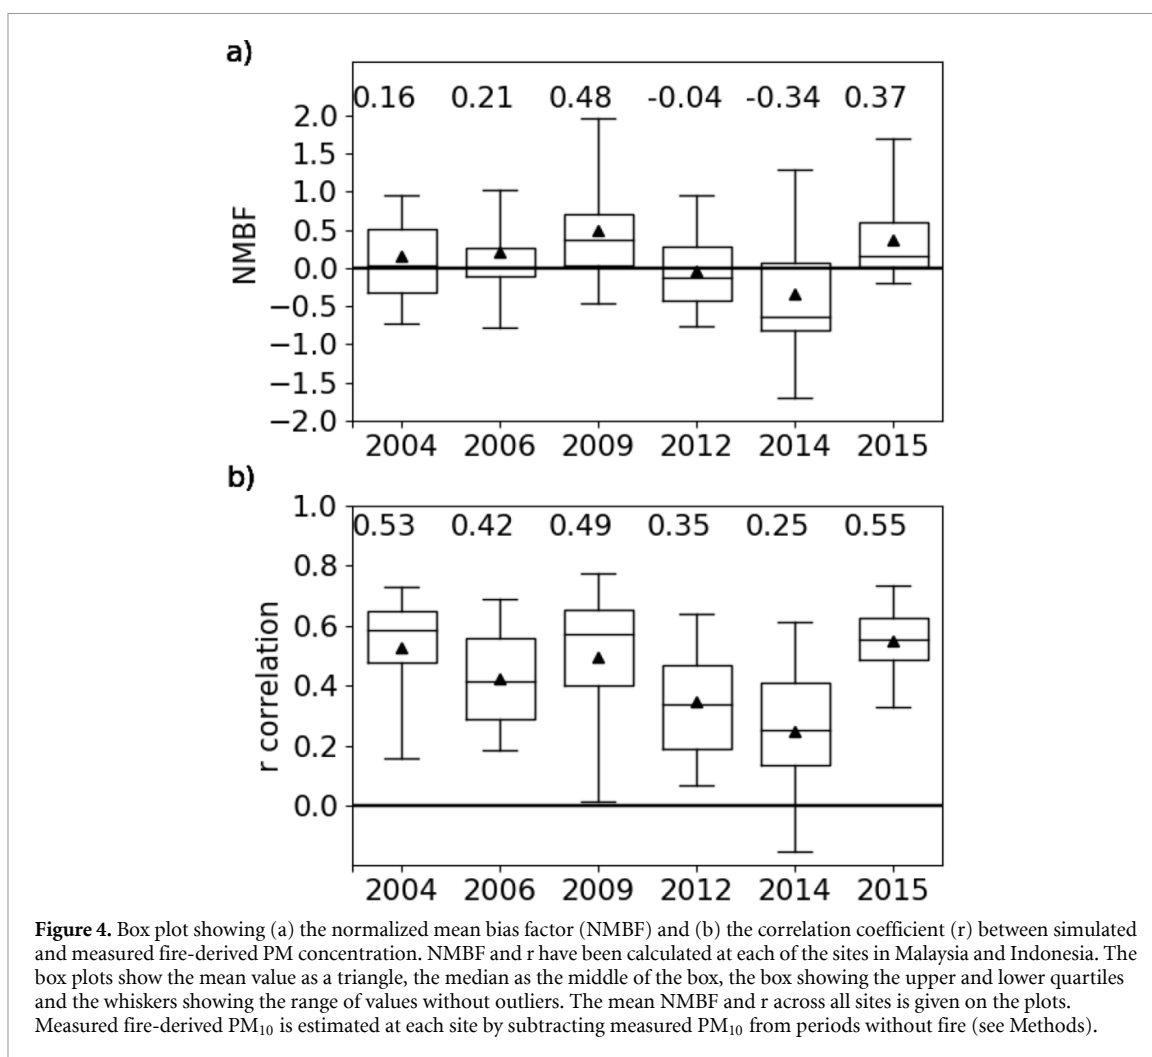 a)
0.16 0.21 0.48 -0.04 -0.34 0.37
2.0
1.5
1.0
0.5
0.0
−0.5
−1.0
−1.5
−2.0
NMBF
2004 2006 2009 2012 2014 2015
b)
1.0
0.53 0.42 0.49 0.35 0.25 0.55
0.8
0.6
0.4
0.2
0.0
r correlation
2004 2006 2009 2012 2014 2015
Figure 4. Box plot showing (a) the normalized mean bias factor (NMBF) and (b) the correlation coefficient (r) between simulated
and measured fire-derived PM concentration. NMBF and r have been calculated at each of the sites in Malaysia and Indonesia. The
box plots show the mean value as a triangle, the median as the middle of the box, the box showing the upper and lower quartiles
and the whiskers showing the range of values without outliers. The mean NMBF and r across all sites is given on the plots.
Measured fire-derived PM₁₀ is estimated at each site by subtracting measured PM₁₀ from periods without fire (see Methods).